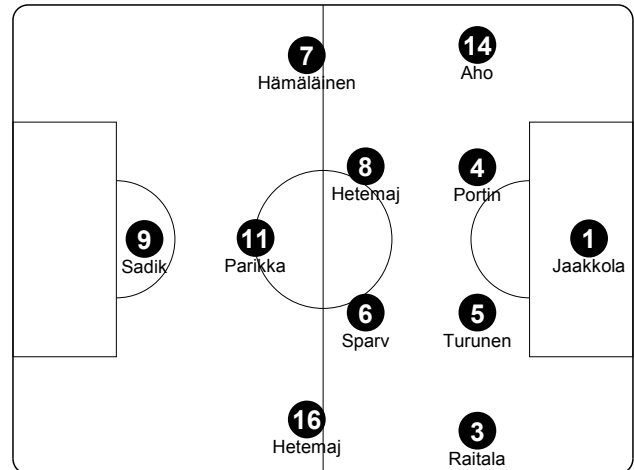 7
Hämäläinen
14
Aho
8
Hetemaj
4
Portin
9
Sadik
11
Parikka
1
Jaakkola
6
Sparv
5
Turunen
16
Hetemaj
3
Raitala